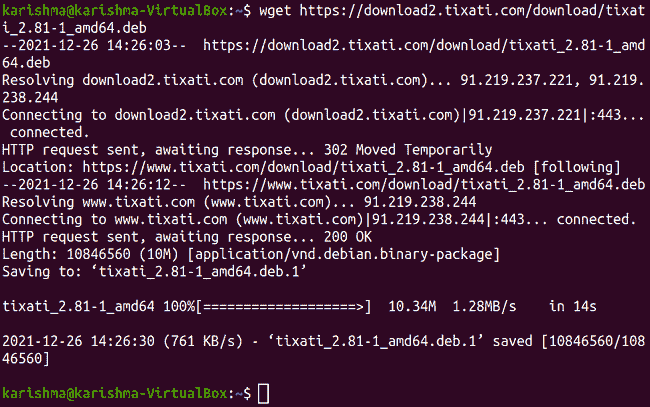 karishma@karishma-VirtualBox:~$ wget https://download2.tixati.com/download/tixat
i_2.81-1_amd64.deb
--2021-12-26 14:26:03--  https://download2.tixati.com/download/tixati_2.81-1_amd
64.deb
Resolving download2.tixati.com (download2.tixati.com)... 91.219.237.221, 91.219.
238.244
Connecting to download2.tixati.com (download2.tixati.com)|91.219.237.221|:443...
 connected.
HTTP request sent, awaiting response... 302 Moved Temporarily
Location: https://www.tixati.com/download/tixati_2.81-1_amd64.deb [following]
--2021-12-26 14:26:12--  https://www.tixati.com/download/tixati_2.81-1_amd64.deb
Resolving www.tixati.com (www.tixati.com)... 91.219.238.244
Connecting to www.tixati.com (www.tixati.com)|91.219.238.244|:443... connected.
HTTP request sent, awaiting response... 200 OK
Length: 10846560 (10M) [application/vnd.debian.binary-package]
Saving to: ‘tixati_2.81-1_amd64.deb.1’
tixati_2.81-1_amd64 100%[===================>]  10.34M  1.28MB/s    in 14s
2021-12-26 14:26:30 (761 KB/s) - ‘tixati_2.81-1_amd64.deb.1’ saved [10846560/108
46560]
karishma@karishma-VirtualBox:~$